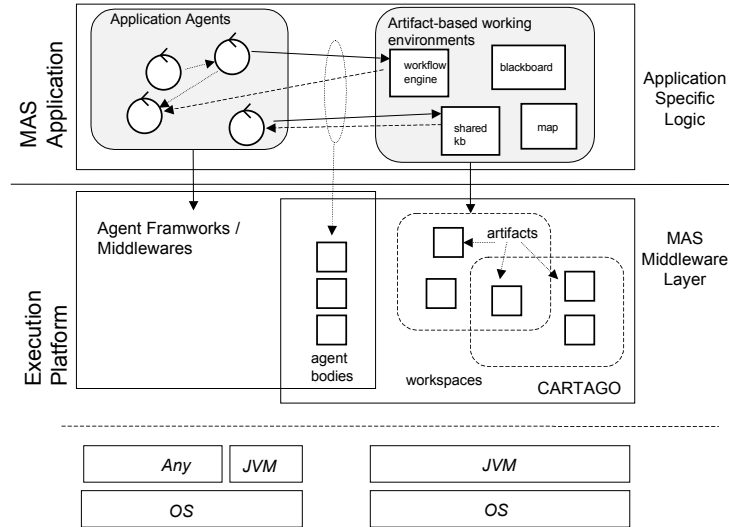 Application Agents
Artifact-based working
environments
workflow
engine
blackboard
shared
kb
map
MAS
Application
Application
Specific
Logic
Agent Framworks /
Middlewares
artifacts
MAS
Middleware
Layer
Execution
Platform
agent
bodies
workspaces
CARTAGO
Any
JVM
JVM
OS
OS